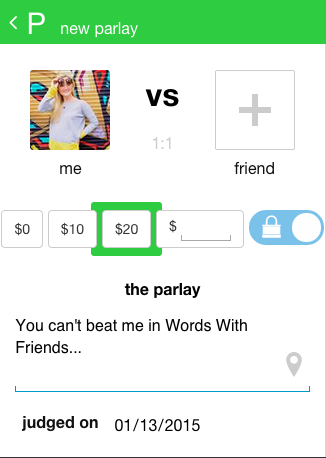 < P new parlay
vs
1:1
me friend
$0 $10 $20 $
the parlay
You can't beat me in Words With
Friends...
judged on 01/13/2015